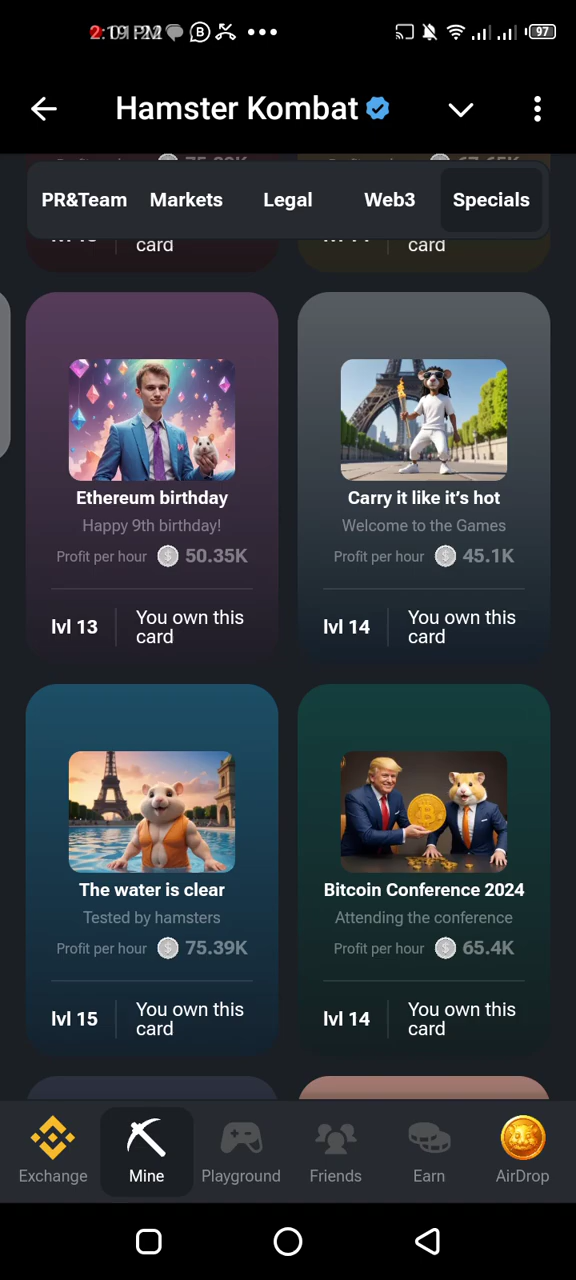 97
Hamster Kombat
PR&Team Markets Legal Web3 Specials
card card
Ethereum birthday
Happy 9th birthday!
Profit per hour 50.35K
lvl 13 You own this
card
Carry it like it's hot
Welcome to the Games
Profit per hour 45.1K
lvl 14 You own this
card
The water is clear
Tested by hamsters
Profit per hour 75.39K
lvl 15 You own this
card
Bitcoin Conference 2024
Attending the conference
Profit per hour 65.4K
lvl 14 You own this
card
Exchange Mine Playground Friends Earn AirDrop